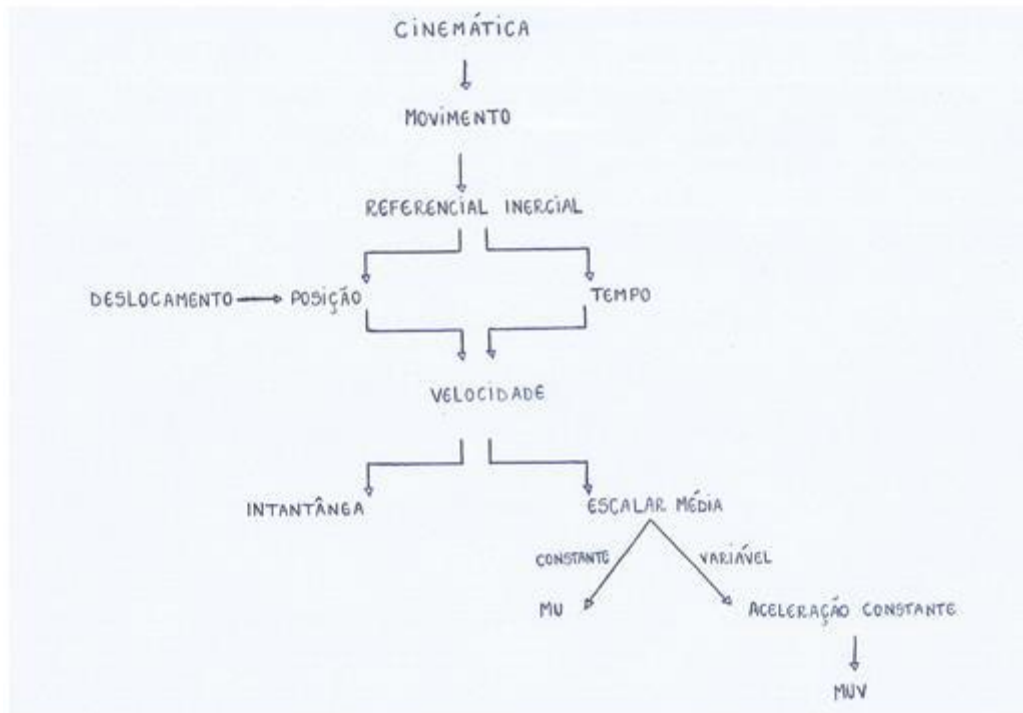 CINEMÁTICA
MOVIMENTO
REFERENCIAL INERCIAL
DESLOCAMENTO POSIÇÃO TEMPO
VELOCIDADE
INTANTÂNEA ESCALAR MÉDIA
CONSTANTE VARIÁVEL
MU ACELERAÇÃO CONSTANTE
MUV